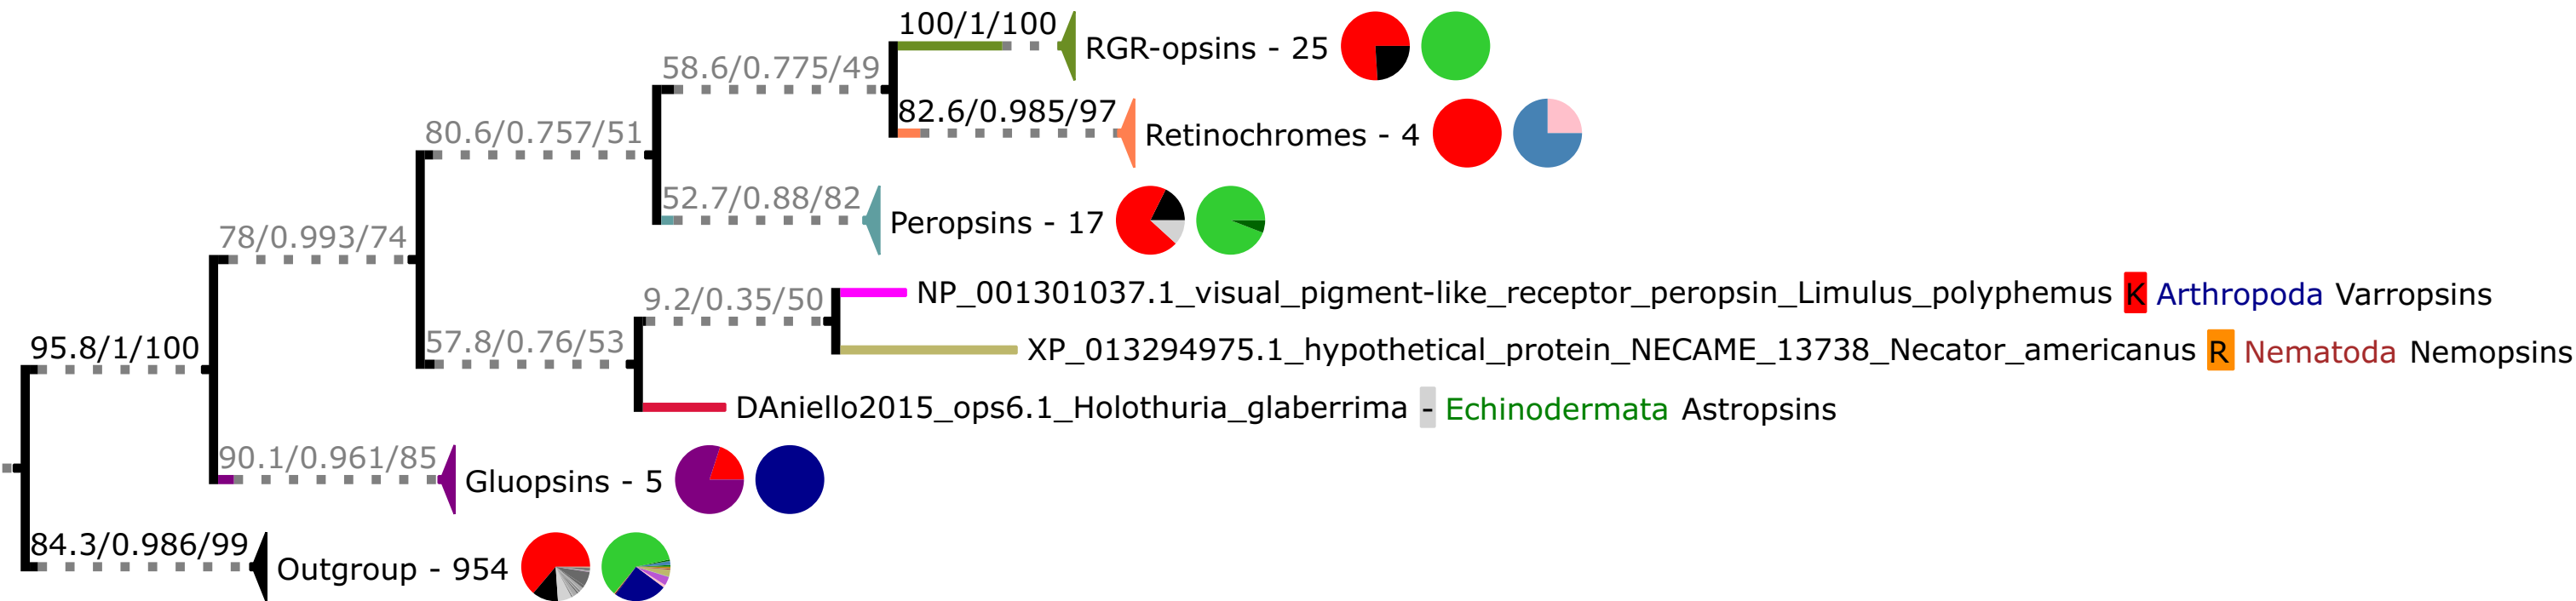 100/1/100
RGR-opsins - 25
58.6/0.775/49
82.6/0.985/97
Retinochromes - 4
80.6/0.757/51
52.7/0.88/82
Peropsins - 17
78/0.993/74
9.2/0.35/50
NP_001301037.1_visual_pigment-like_receptor_peropsin_Limulus_polyphemus K Arthropoda Varropsins
57.8/0.76/53
XP_013294975.1_hypothetical_protein_NECAME_13738_Necator_americanus R Nematoda Nemopsins
95.8/1/100
DAniello2015_ops6.1_Holothuria_glaberrima - Echinodermata Astropsins
90.1/0.961/85
Gluopsins - 5
84.3/0.986/99
Outgroup - 954